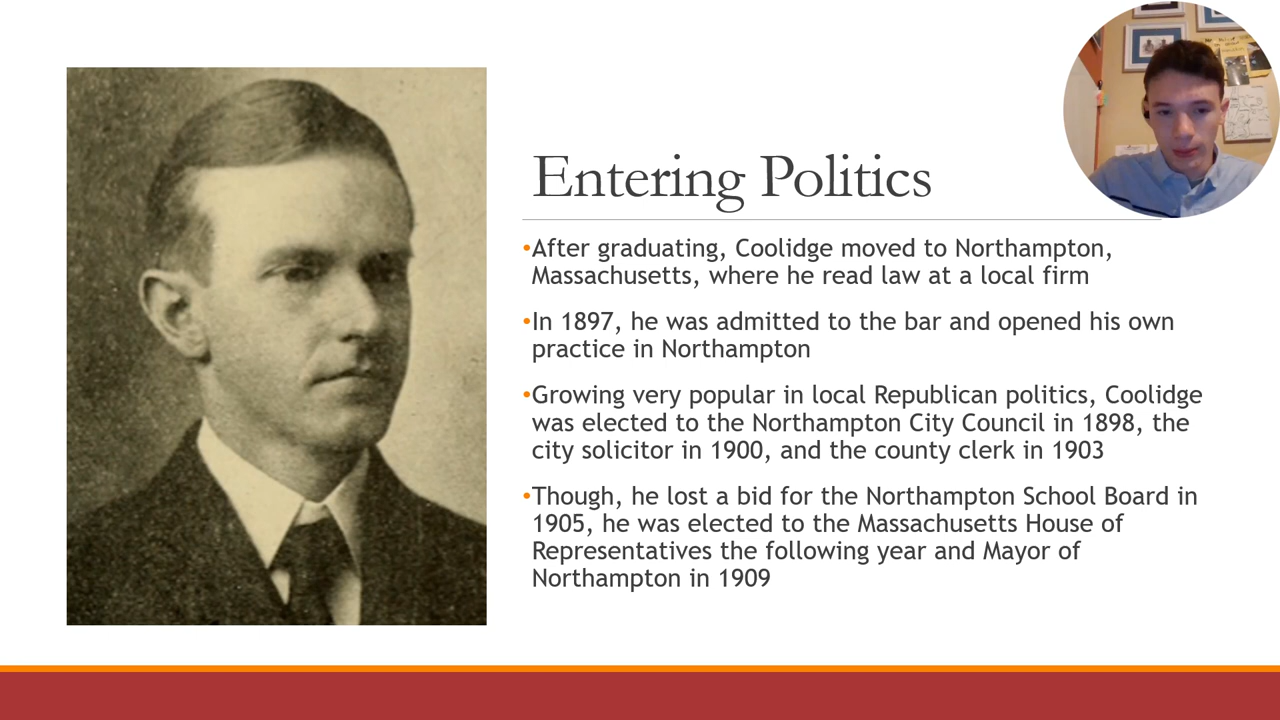 Entering Politics
•After graduating, Coolidge moved to Northampton,
Massachusetts, where he read law at a local firm
•In 1897, he was admitted to the bar and opened his own
practice in Northampton
•Growing very popular in local Republican politics, Coolidge
was elected to the Northampton City Council in 1898, the
city solicitor in 1900, and the county clerk in 1903
•Though, he lost a bid for the Northampton School Board in
1905, he was elected to the Massachusetts House of
Representatives the following year and Mayor of
Northampton in 1909